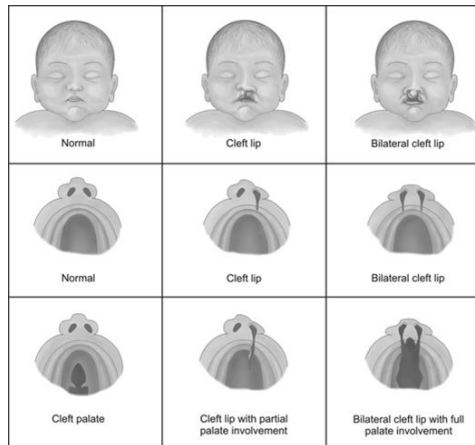 Normal
Cleft lip
Bilateral cleft lip
Normal
Cleft lip
Bilateral cleft lip
Cleft palate
Cleft lip with partial
palate involvement
Bilateral cleft lip with full
palate involvement